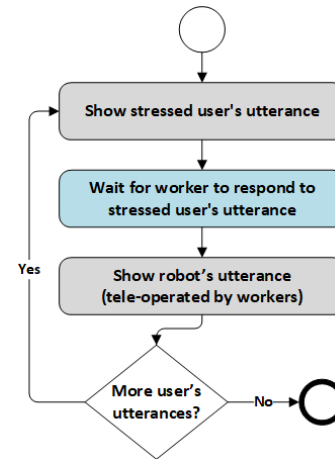 Show stressed user's utterance
Wait for worker to respond to
stressed user's utterance
Yes
Show robot’s utterance
(tele-operated by workers)
More user’s
utterances?
No